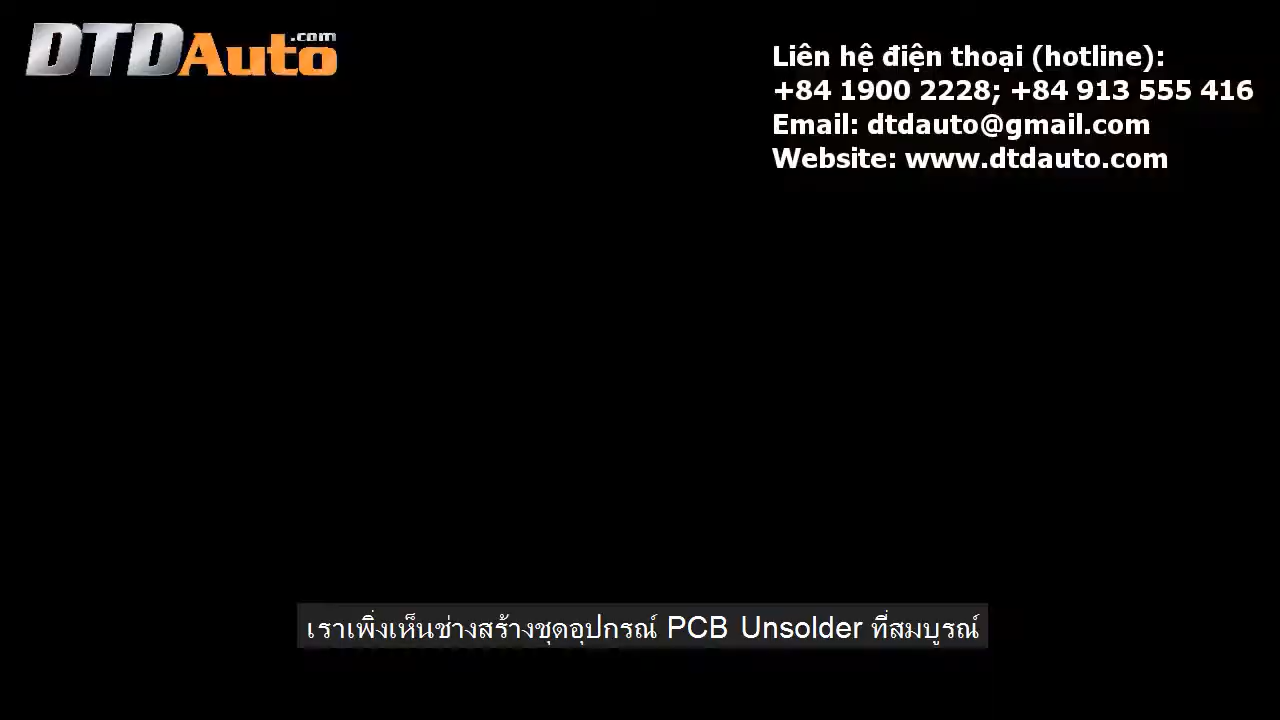 DTDAuto.com
Liên hệ điện thoại (hotline):
+84 1900 2228; +84 913 555 416
Email: dtdauto@gmail.com
Website: www.dtdauto.com
เราเพิ่งเห็นช่างสร้างชุดอุปกรณ์ PCB Unsolder ที่สมบูรณ์